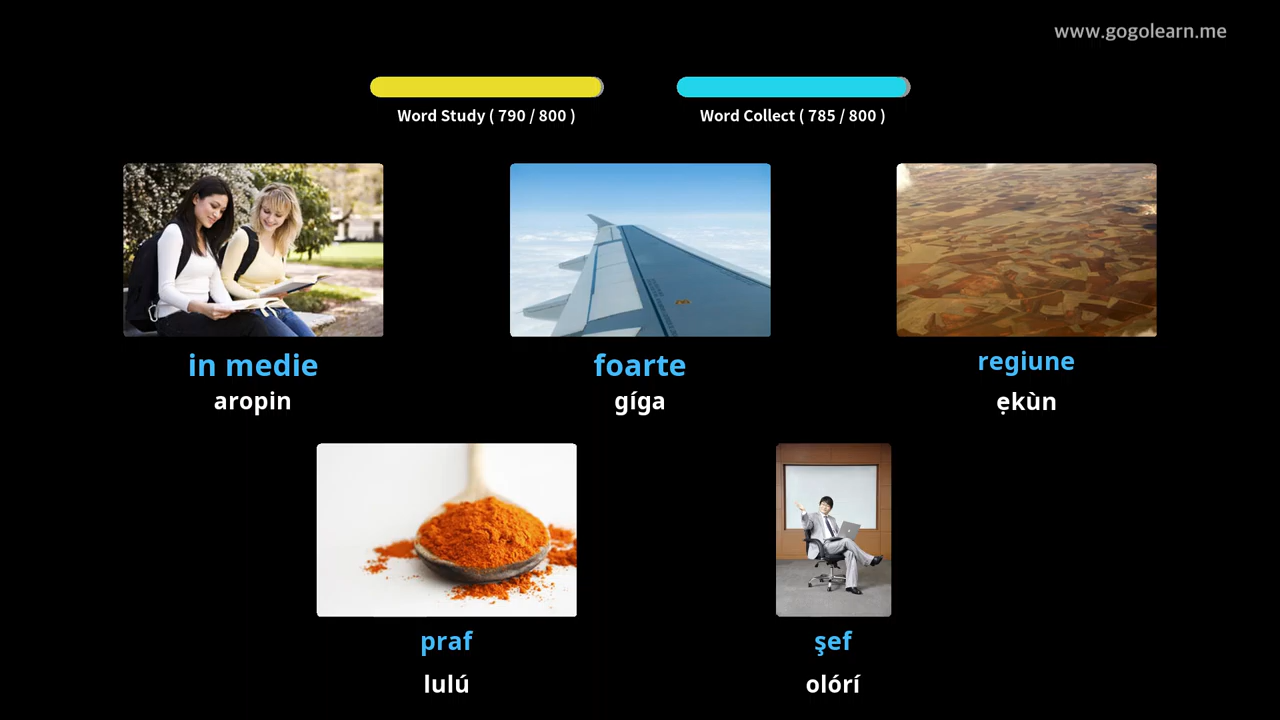 www.gogolearn.me
Word Study ( 790 / 800 )
Word Collect ( 785 / 800 )
in medie
aropin
foarte
gíga
regiune
ẹkùn
praf
lulú
şef
olórí